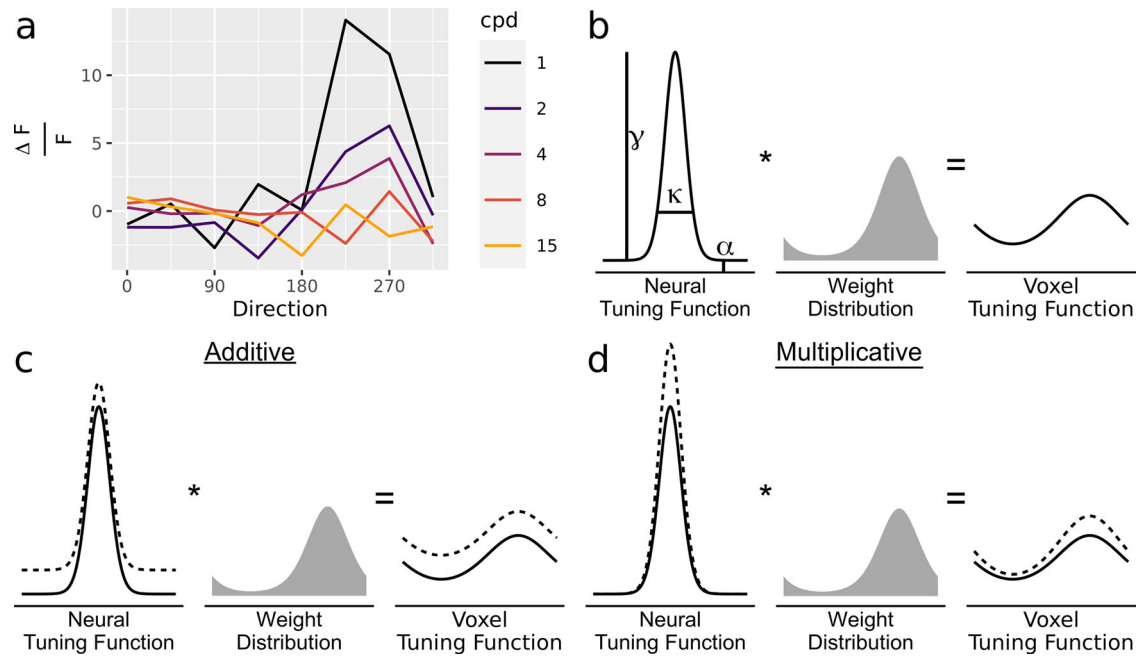 a
cpd
Δ F
F
10
5
0
0
90
180
270
Direction
1
2
4
8
15
b
γ
κ
α
*
=
Neural
Tuning Function
Weight
Distribution
Voxel
Tuning Function
c
Additive
*
=
Neural
Tuning Function
Weight
Distribution
Voxel
Tuning Function
d
Multiplicative
*
=
Neural
Tuning Function
Weight
Distribution
Voxel
Tuning Function